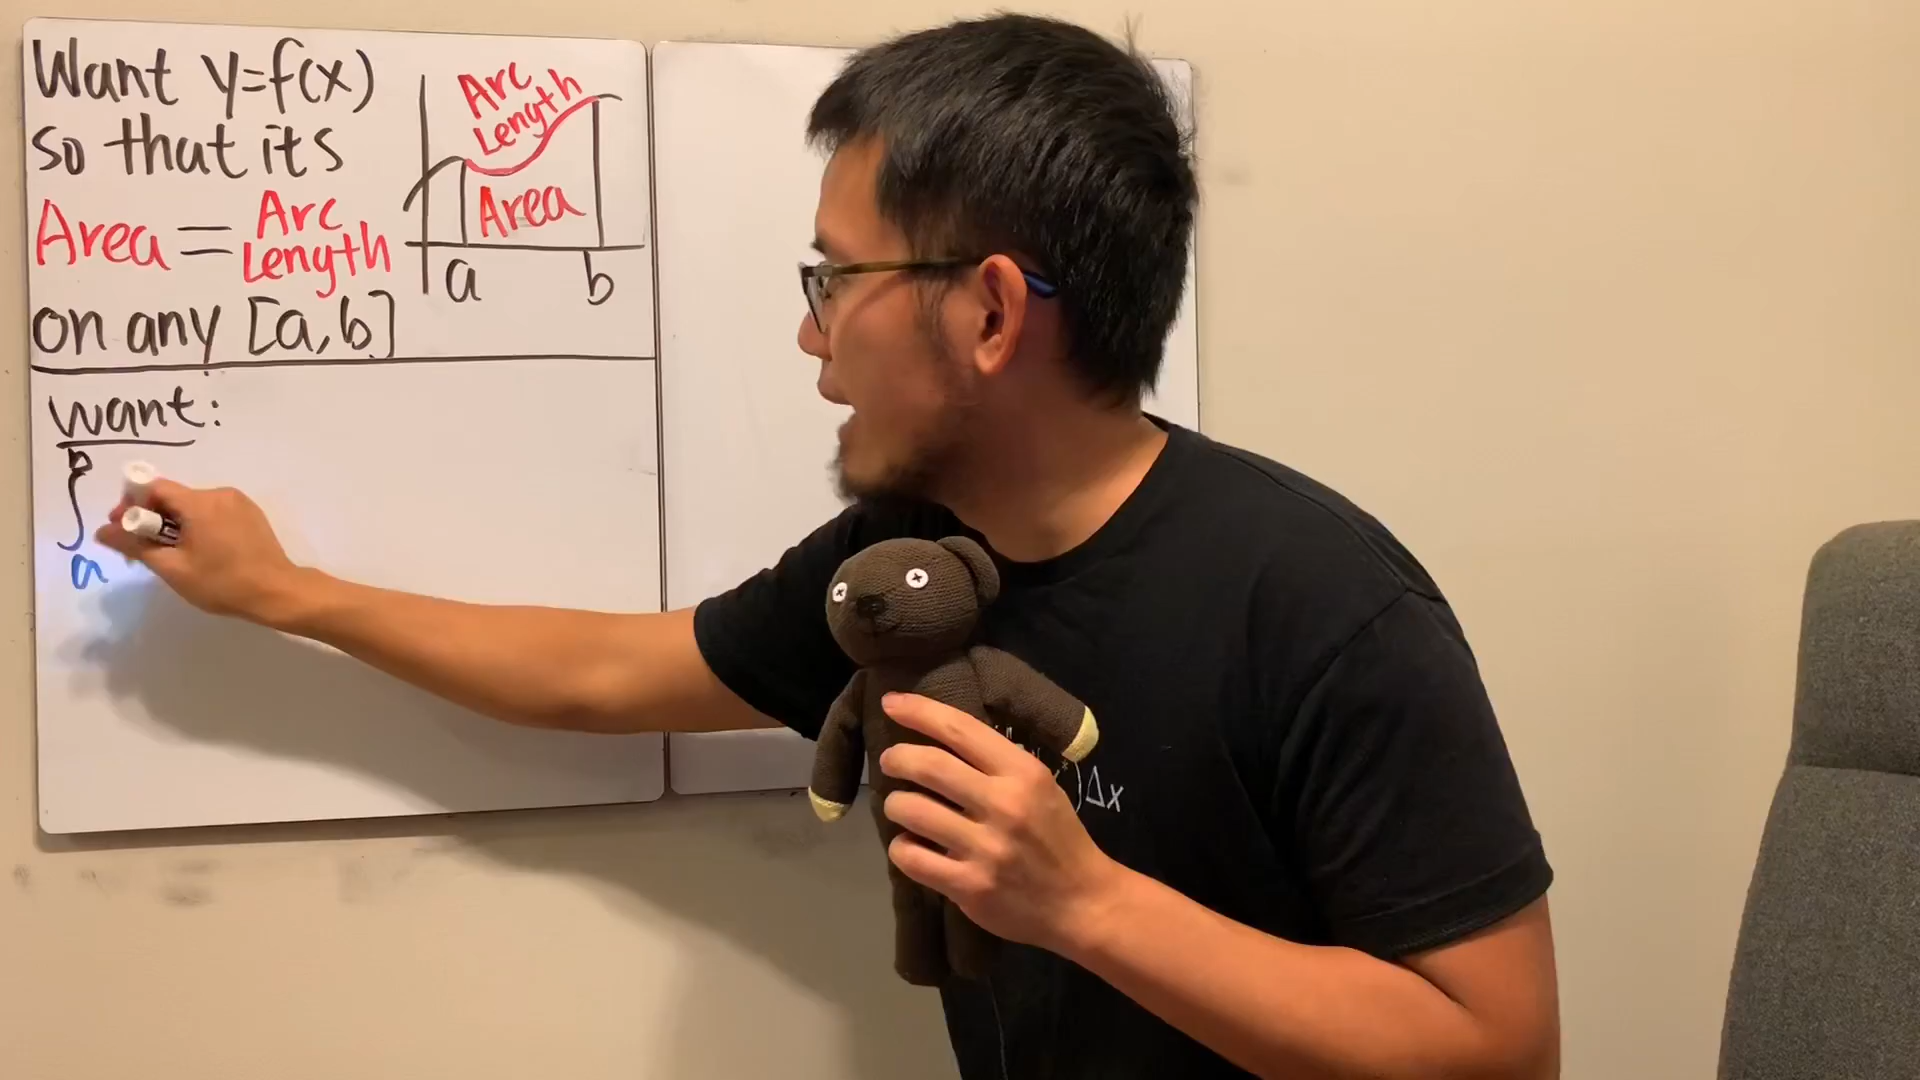 Want y=f(x)
so that its
Area = Arc Length
on any [a,b]
Arc
Length
Area
a b
want:
b
∫
a
)Δx